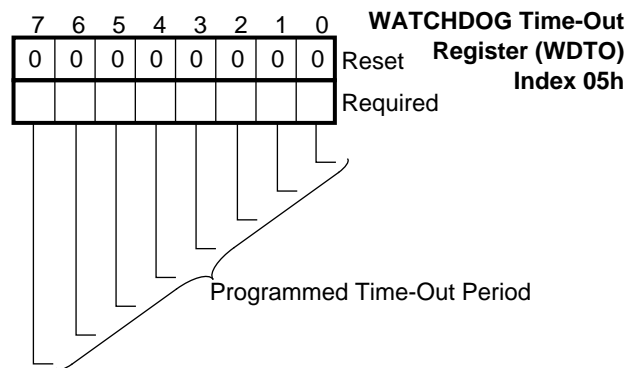 7 6 5 4 3 2 1 0
WATCHDOG Time-Out
Register (WDTO)
Index 05h
0 0 0 0 0 0 0 0 Reset
Required
Programmed Time-Out Period